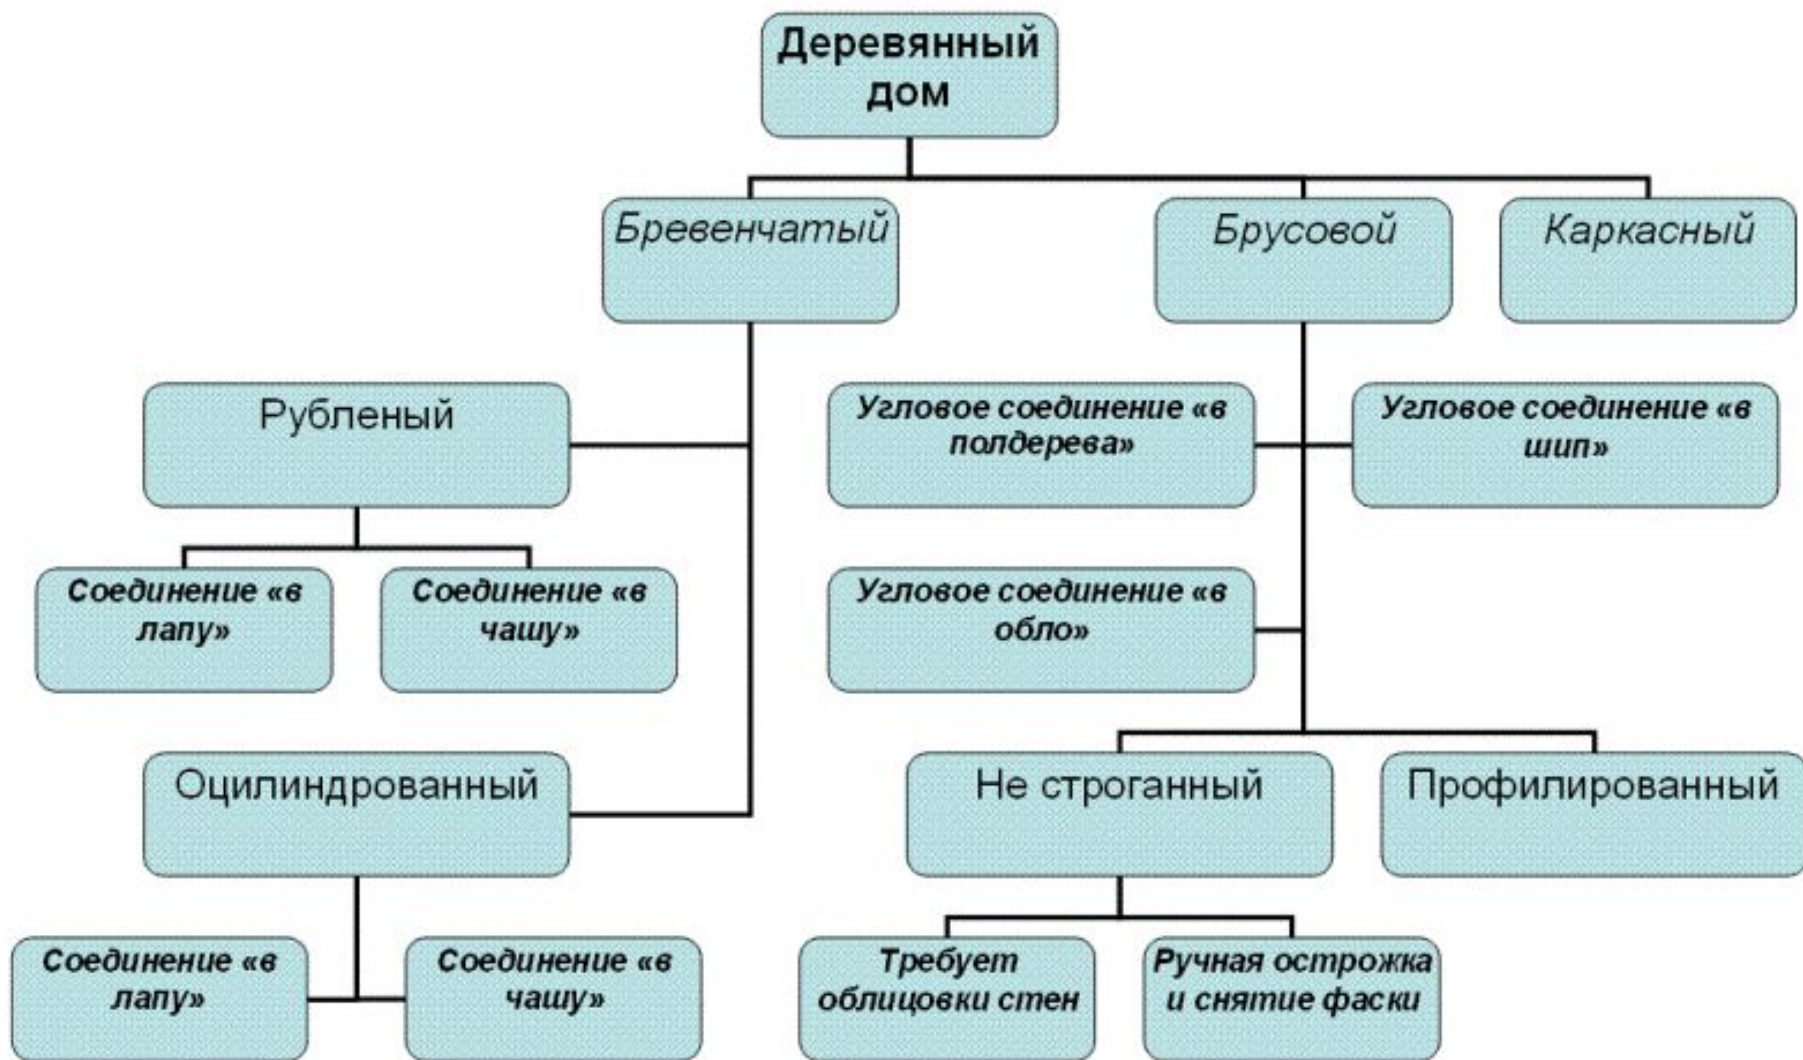 Деревянный
дом
Бревенчатый
Брусовой
Каркасный
Рубленый
Угловое соединение «в
полдерева»
Угловое соединение «в
шип»
Соединение «в
лапу»
Соединение «в
чашу»
Угловое соединение «в
обло»
Оцилиндрованный
Не строганный
Профилированный
Соединение «в
лапу»
Соединение «в
чашу»
Требует
облицовки стен
Ручная острожка
и снятие фаски